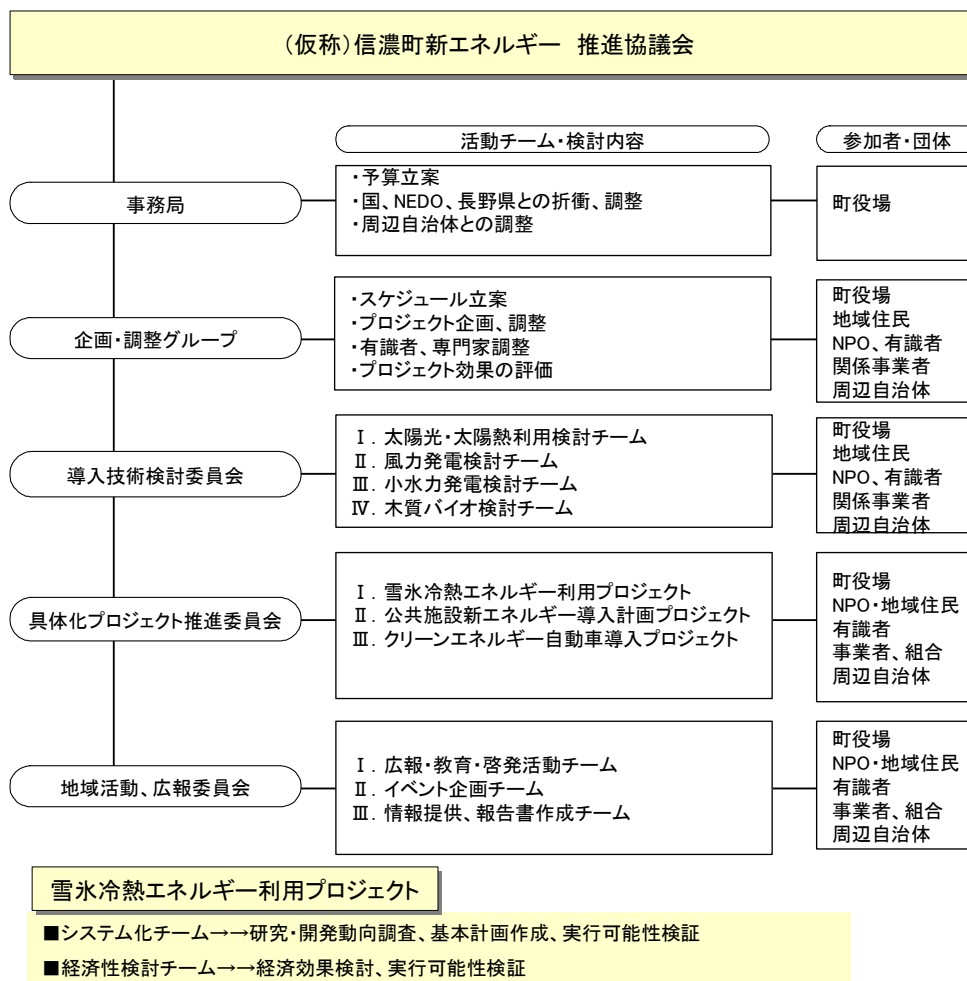 (仮称)信濃町新エネルギー 推進協議会
活動チーム・検討内容
参加者・団体
事務局
・予算立案
・国、NEDO、長野県との折衝、調整
・周辺自治体との調整
町役場
企画・調整グループ
・スケジュール立案
・プロジェクト企画、調整
・有識者、専門家調整
・プロジェクト効果の評価
町役場
地域住民
NPO、有識者
関係事業者
周辺自治体
導入技術検討委員会
Ⅰ. 太陽光・太陽熱利用検討チーム
Ⅱ. 風力発電検討チーム
Ⅲ. 小水力発電検討チーム
Ⅳ. 木質バイオ検討チーム
町役場
地域住民
NPO、有識者
関係事業者
周辺自治体
具体化プロジェクト推進委員会
Ⅰ. 雪氷冷熱エネルギー利用プロジェクト
Ⅱ. 公共施設新エネルギー導入計画プロジェクト
Ⅲ. クリーンエネルギー自動車導入プロジェクト
町役場
NPO・地域住民
有識者
事業者、組合
周辺自治体
地域活動、広報委員会
Ⅰ. 広報・教育・啓発活動チーム
Ⅱ. イベント企画チーム
Ⅲ. 情報提供、報告書作成チーム
町役場
NPO・地域住民
有識者
事業者、組合
周辺自治体
雪氷冷熱エネルギー利用プロジェクト
■システム化チーム→→研究・開発動向調査、基本計画作成、実行可能性検証
■経済性検討チーム→→経済効果検討、実行可能性検証